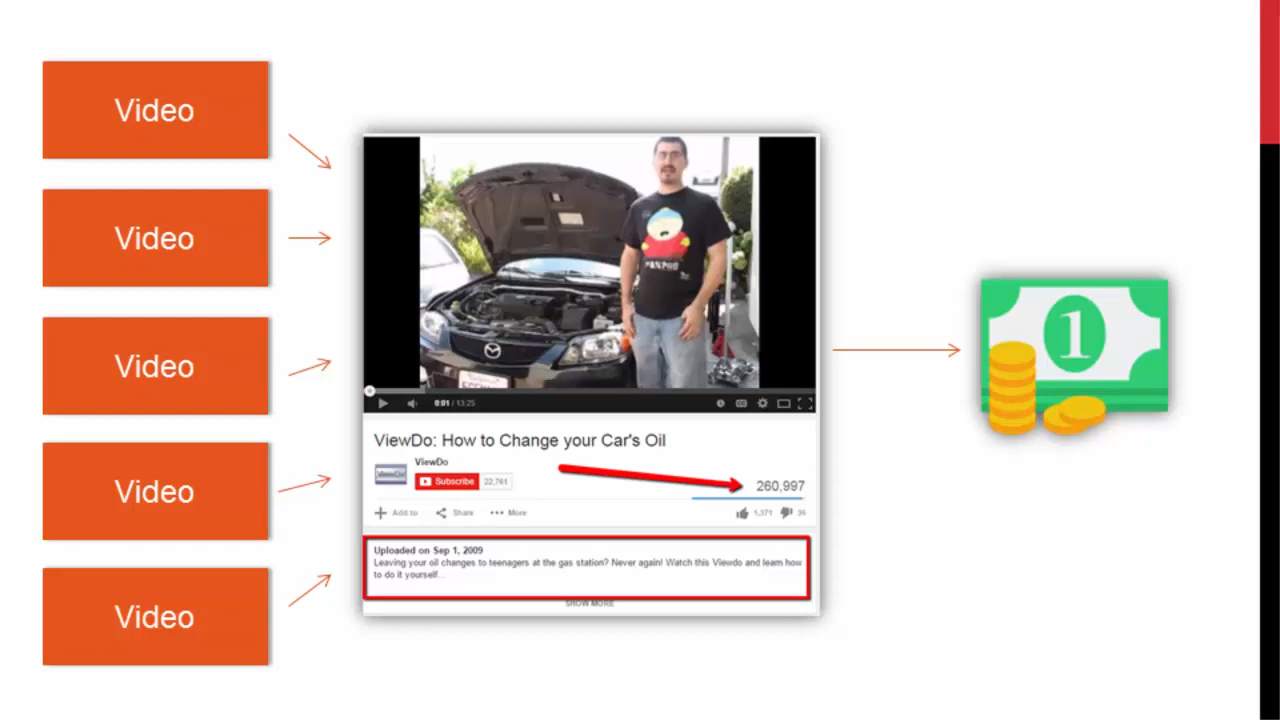 Video
Video
Video
Video
Video
0:01 / 13:25
ViewDo: How to Change your Car's Oil
ViewDo
Subscribe 22,761
260,997
Add to Share More
1,371 36
Uploaded on Sep 1, 2009
Leaving your oil changes to teenagers at the gas station? Never again! Watch this Viewdo and learn how
to do it yourself...
SHOW MORE
1